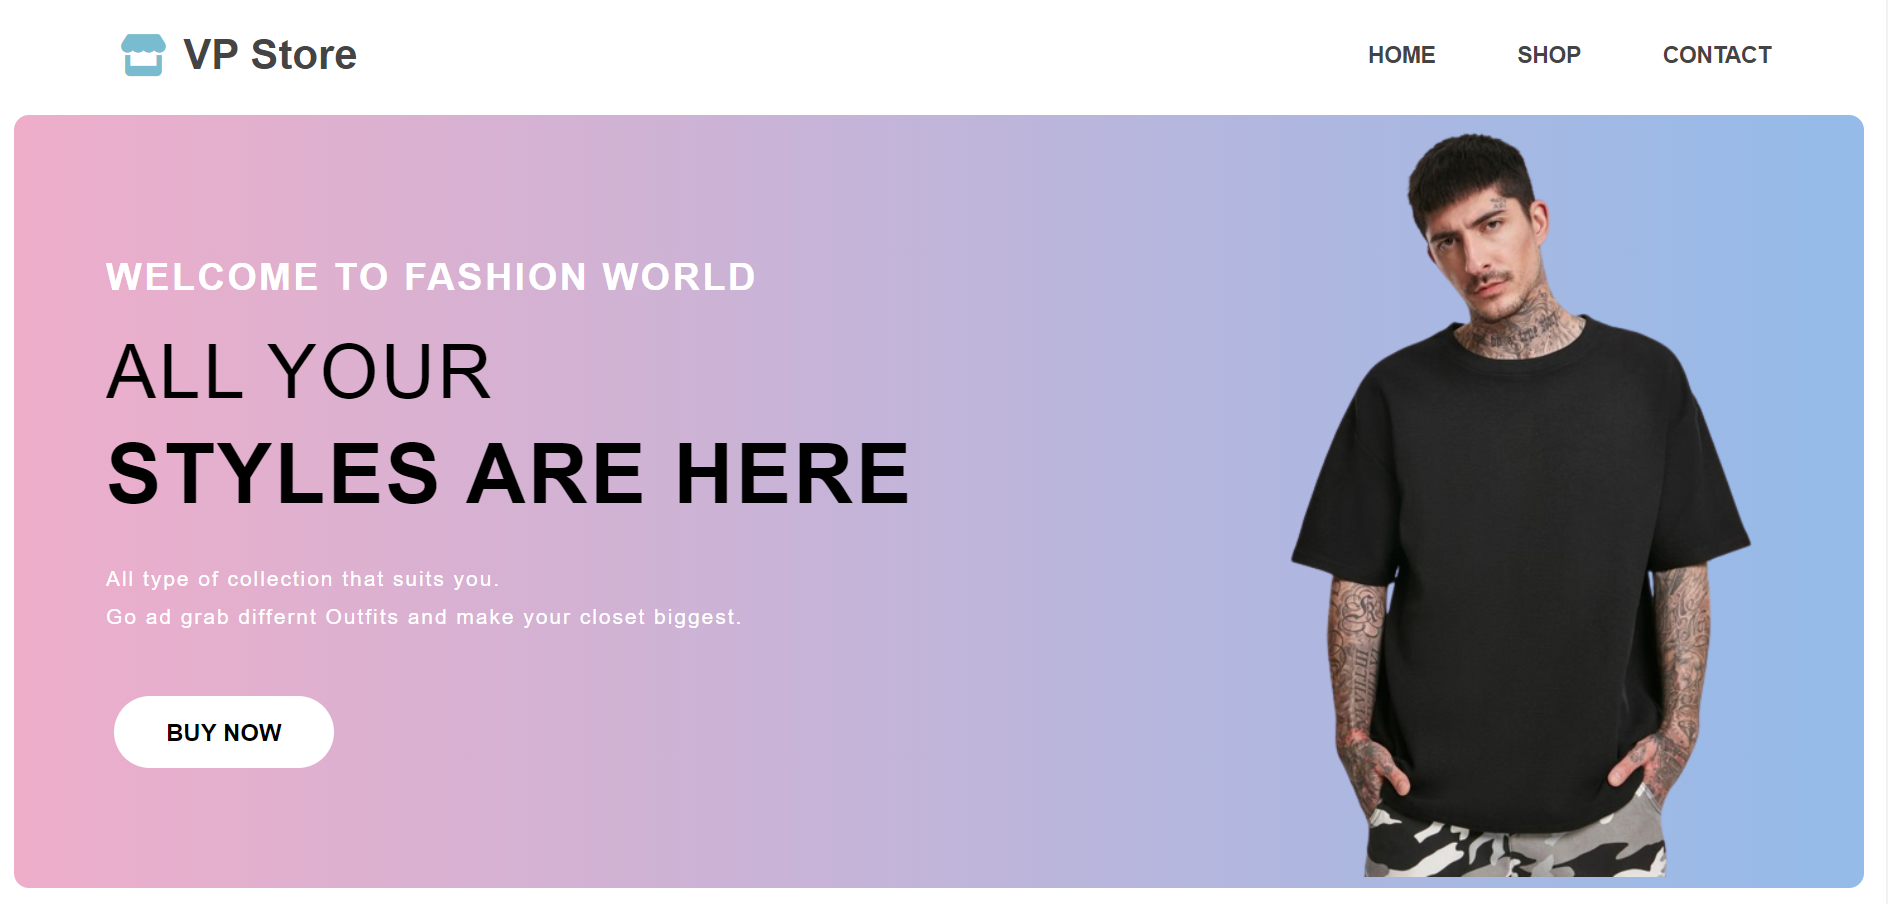 VP Store
HOME
SHOP
CONTACT
WELCOME TO FASHION WORLD
ALL YOUR
STYLES ARE HERE
All type of collection that suits you.
Go ad grab differnt Outfits and make your closet biggest.
BUY NOW